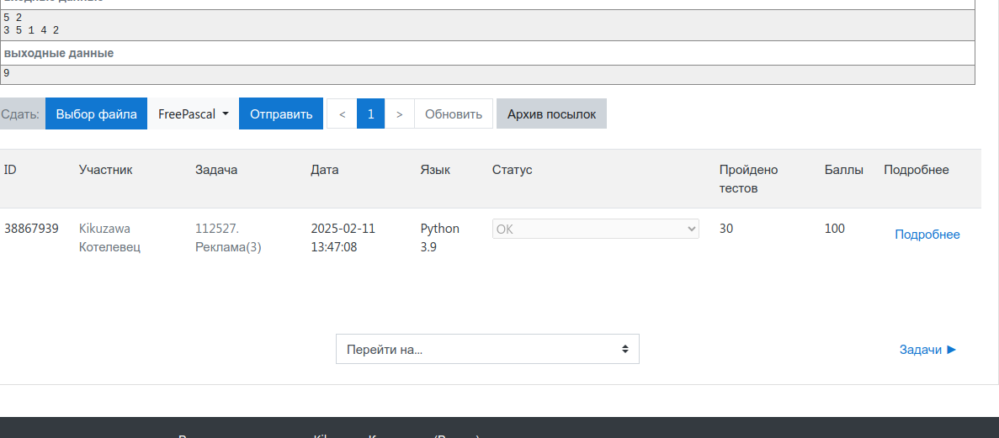 входные данные
5 2
3 5 1 4 2
выходные данные
9
Сдать: Выбор файла FreePascal Отправить < 1 > Обновить Архив посылок
ID Участник Задача Дата Язык Статус Пройдено тестов Баллы Подробнее
38867939 Kikuzawa Котелевец 112527. Реклама(3) 2025-02-11 13:47:08 Python 3.9 OK 30 100 Подробнее
Перейти на... Задачи ►